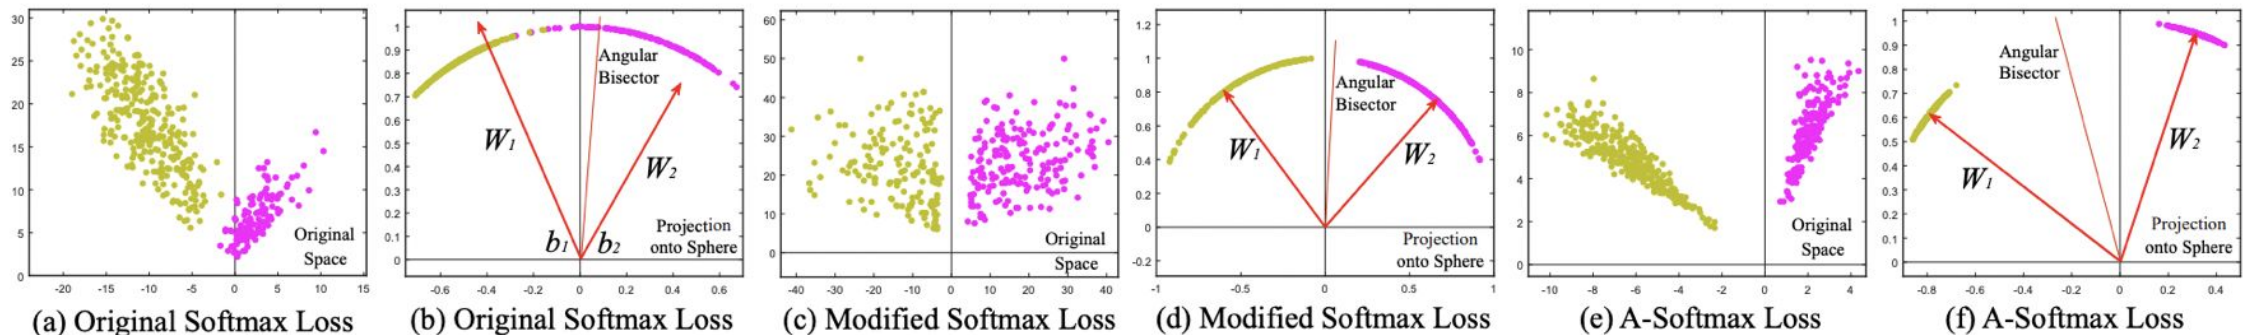 30
25
20
15
10
5
0
-20 -15 -10 -5 0 5 10 15
Original
Space
(a) Original Softmax Loss
1
0.9
0.8
0.7
0.6
0.5
0.4
0.3
0.2
0.1
0
-0.6 -0.4 -0.2 0 0.2 0.4 0.6
Angular
Bisector
W1
W2
b1 b2
Projection
onto Sphere
(b) Original Softmax Loss
60
50
40
30
20
10
0
-40 -30 -20 -10 0 10 20 30 40
Original
Space
(c) Modified Softmax Loss
1.2
1
0.8
0.6
0.4
0.2
0
-0.2
-1 -0.5 0 0.5 1
Angular
Bisector
W1
W2
Projection
onto Sphere
(d) Modified Softmax Loss
10
8
6
4
2
0
-10 -8 -6 -4 -2 0 2 4
Original
Space
(e) A-Softmax Loss
1
0.9
0.8
0.7
0.6
0.5
0.4
0.3
0.2
0.1
0
-0.8 -0.6 -0.4 -0.2 0 0.2 0.4
Angular
Bisector
W1
W2
Projection
onto Sphere
(f) A-Softmax Loss